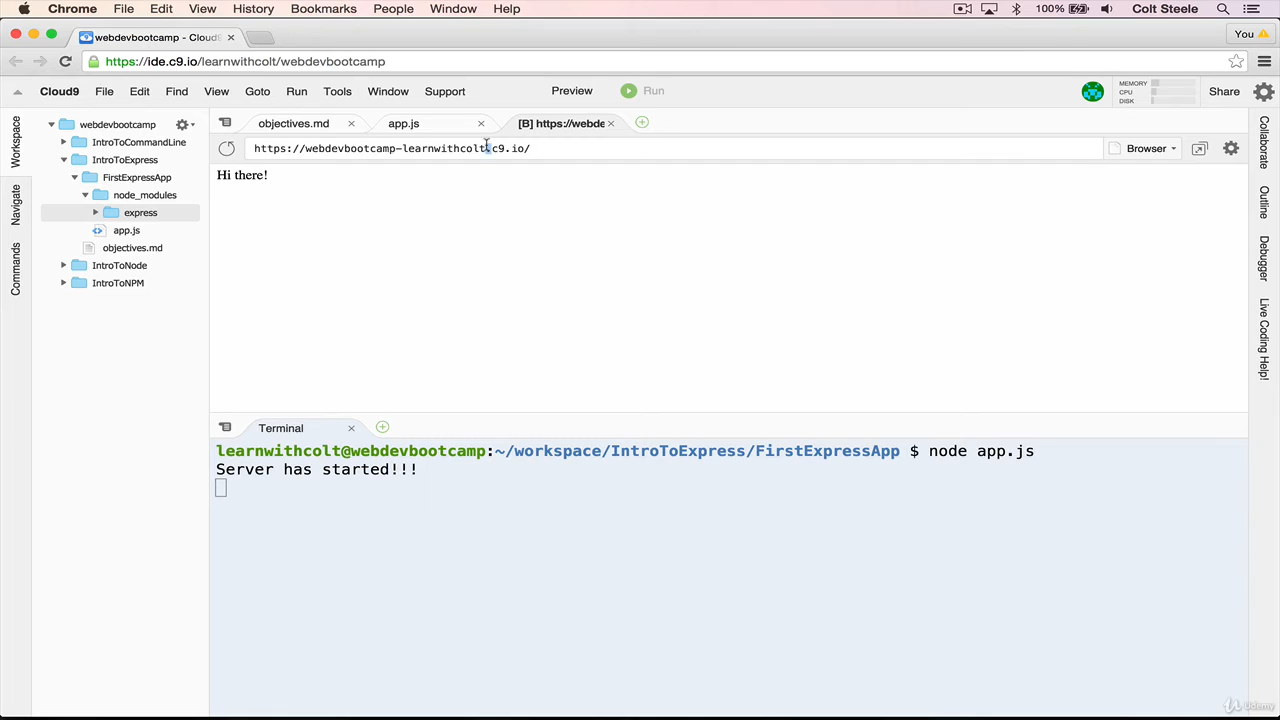 Chrome File Edit View History Bookmarks People Window Help 100% Colt Steele
webdevbootcamp - Cloud9 You
https://ide.c9.io/learnwithcolt/webdevbootcamp
Cloud9 File Edit Find View Goto Run Tools Window Support Preview Run MEMORY CPU DISK Share
Workspace
Navigate
Commands
webdevbootcamp
IntroToCommandLine
IntroToExpress
FirstExpressApp
node_modules
express
app.js
objectives.md
IntroToNode
IntroToNPM
objectives.md app.js [B] https://webde
https://webdevbootcamp-learnwithcolt.c9.io/ Browser
Hi there!
Terminal
learnwithcolt@webdevbootcamp:~/workspace/IntroToExpress/FirstExpressApp $ node app.js
Server has started!!!
Collaborate
Outline
Debugger
Live Coding Help!
Udemy